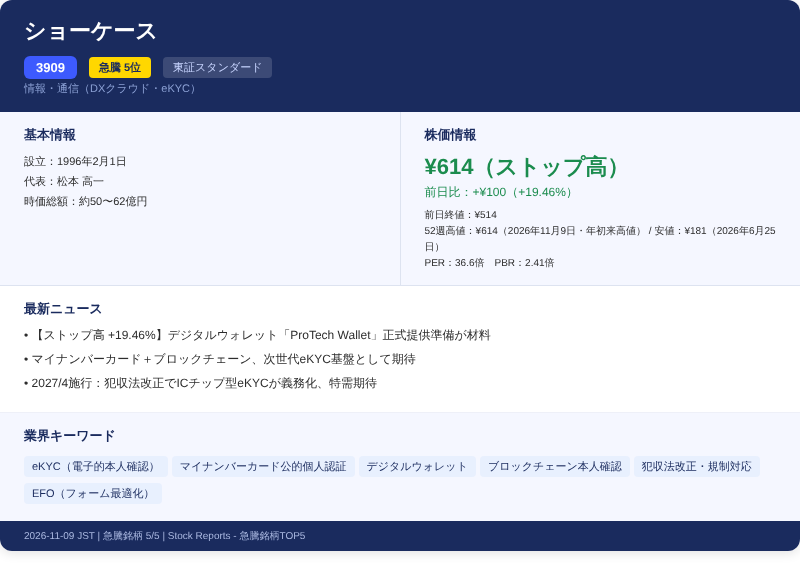 ショーケース
3909 急騰 5位 東証スタンダード
情報・通信（DXクラウド・eKYC）
基本情報
設立：1996年2月1日
代表：松本 高一
時価総額：約50〜62億円
株価情報
¥614（ストップ高）
前日比：+¥100（+19.46%）
前日終値：¥514
52週高値：¥614（2026年11月9日・年初来高値） / 安値：¥181（2026年6月25
日）
PER：36.6倍　PBR：2.41倍
最新ニュース
• 【ストップ高 +19.46%】デジタルウォレット「ProTech Wallet」正式提供準備が材料
• マイナンバーカード＋ブロックチェーン、次世代eKYC基盤として期待
• 2027/4施行：犯収法改正でICチップ型eKYCが義務化、特需期待
業界キーワード
eKYC（電子的本人確認） マイナンバーカード公的個人認証 デジタルウォレット ブロックチェーン本人確認 犯収法改正・規制対応
EFO（フォーム最適化）
2026-11-09 JST | 急騰銘柄 5/5 | Stock Reports - 急騰銘柄TOP5